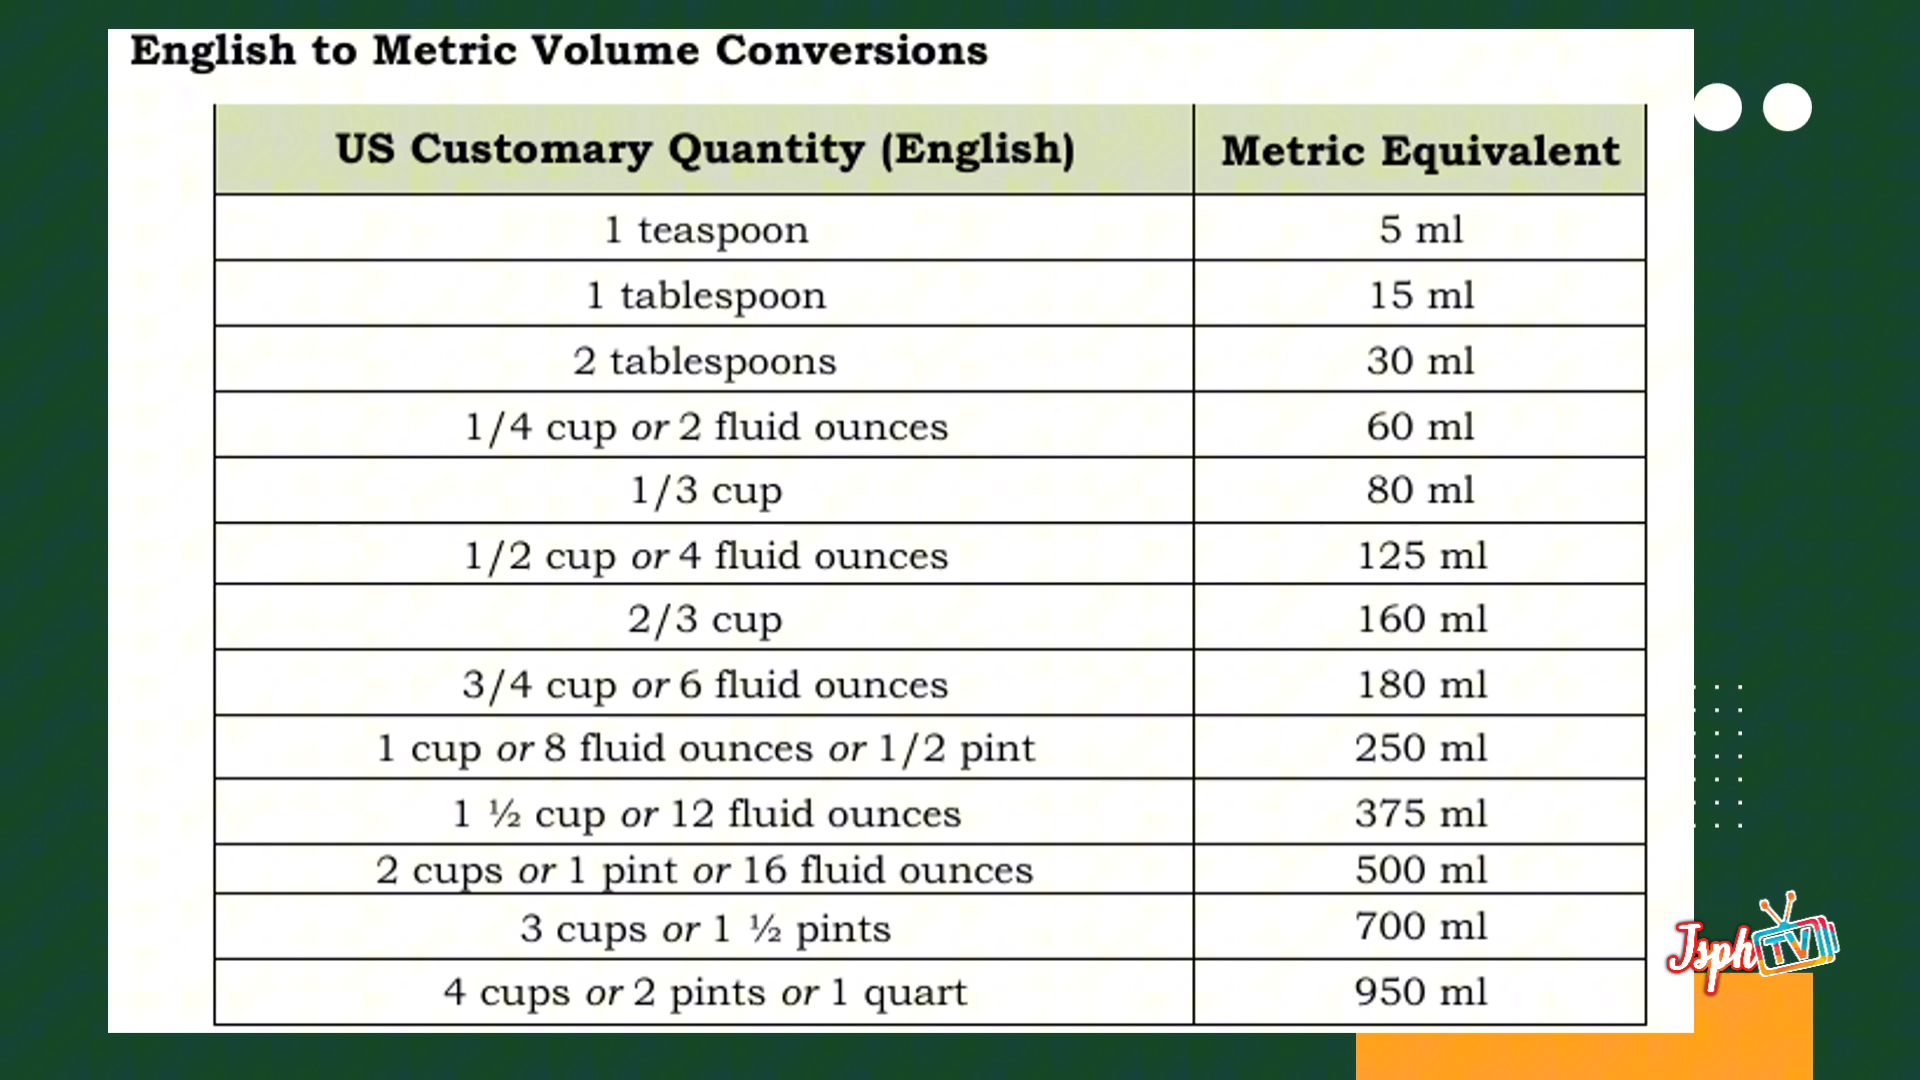 English to Metric Volume Conversions
US Customary Quantity (English) Metric Equivalent
1 teaspoon 5 ml
1 tablespoon 15 ml
2 tablespoons 30 ml
1/4 cup or 2 fluid ounces 60 ml
1/3 cup 80 ml
1/2 cup or 4 fluid ounces 125 ml
2/3 cup 160 ml
3/4 cup or 6 fluid ounces 180 ml
1 cup or 8 fluid ounces or 1/2 pint 250 ml
1 ½ cup or 12 fluid ounces 375 ml
2 cups or 1 pint or 16 fluid ounces 500 ml
3 cups or 1 ½ pints 700 ml
4 cups or 2 pints or 1 quart 950 ml
Jsph TV